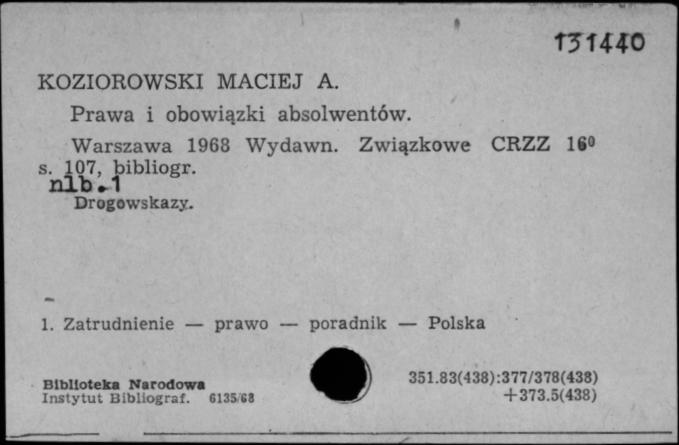 131440
KOZIOROWSKI MACIEJ A.
Prawa i obowiązki absolwentów.
Warszawa 1968 Wydawn. Związkowe CRZZ 16⁰
s. 107, bibliogr.
nlb.1
Drogowskazy.
1. Zatrudnienie — prawo — poradnik — Polska
Biblioteka Narodowa
Instytut Bibliograf. 6135/68
351.83(438):377/378(438)
+373.5(438)